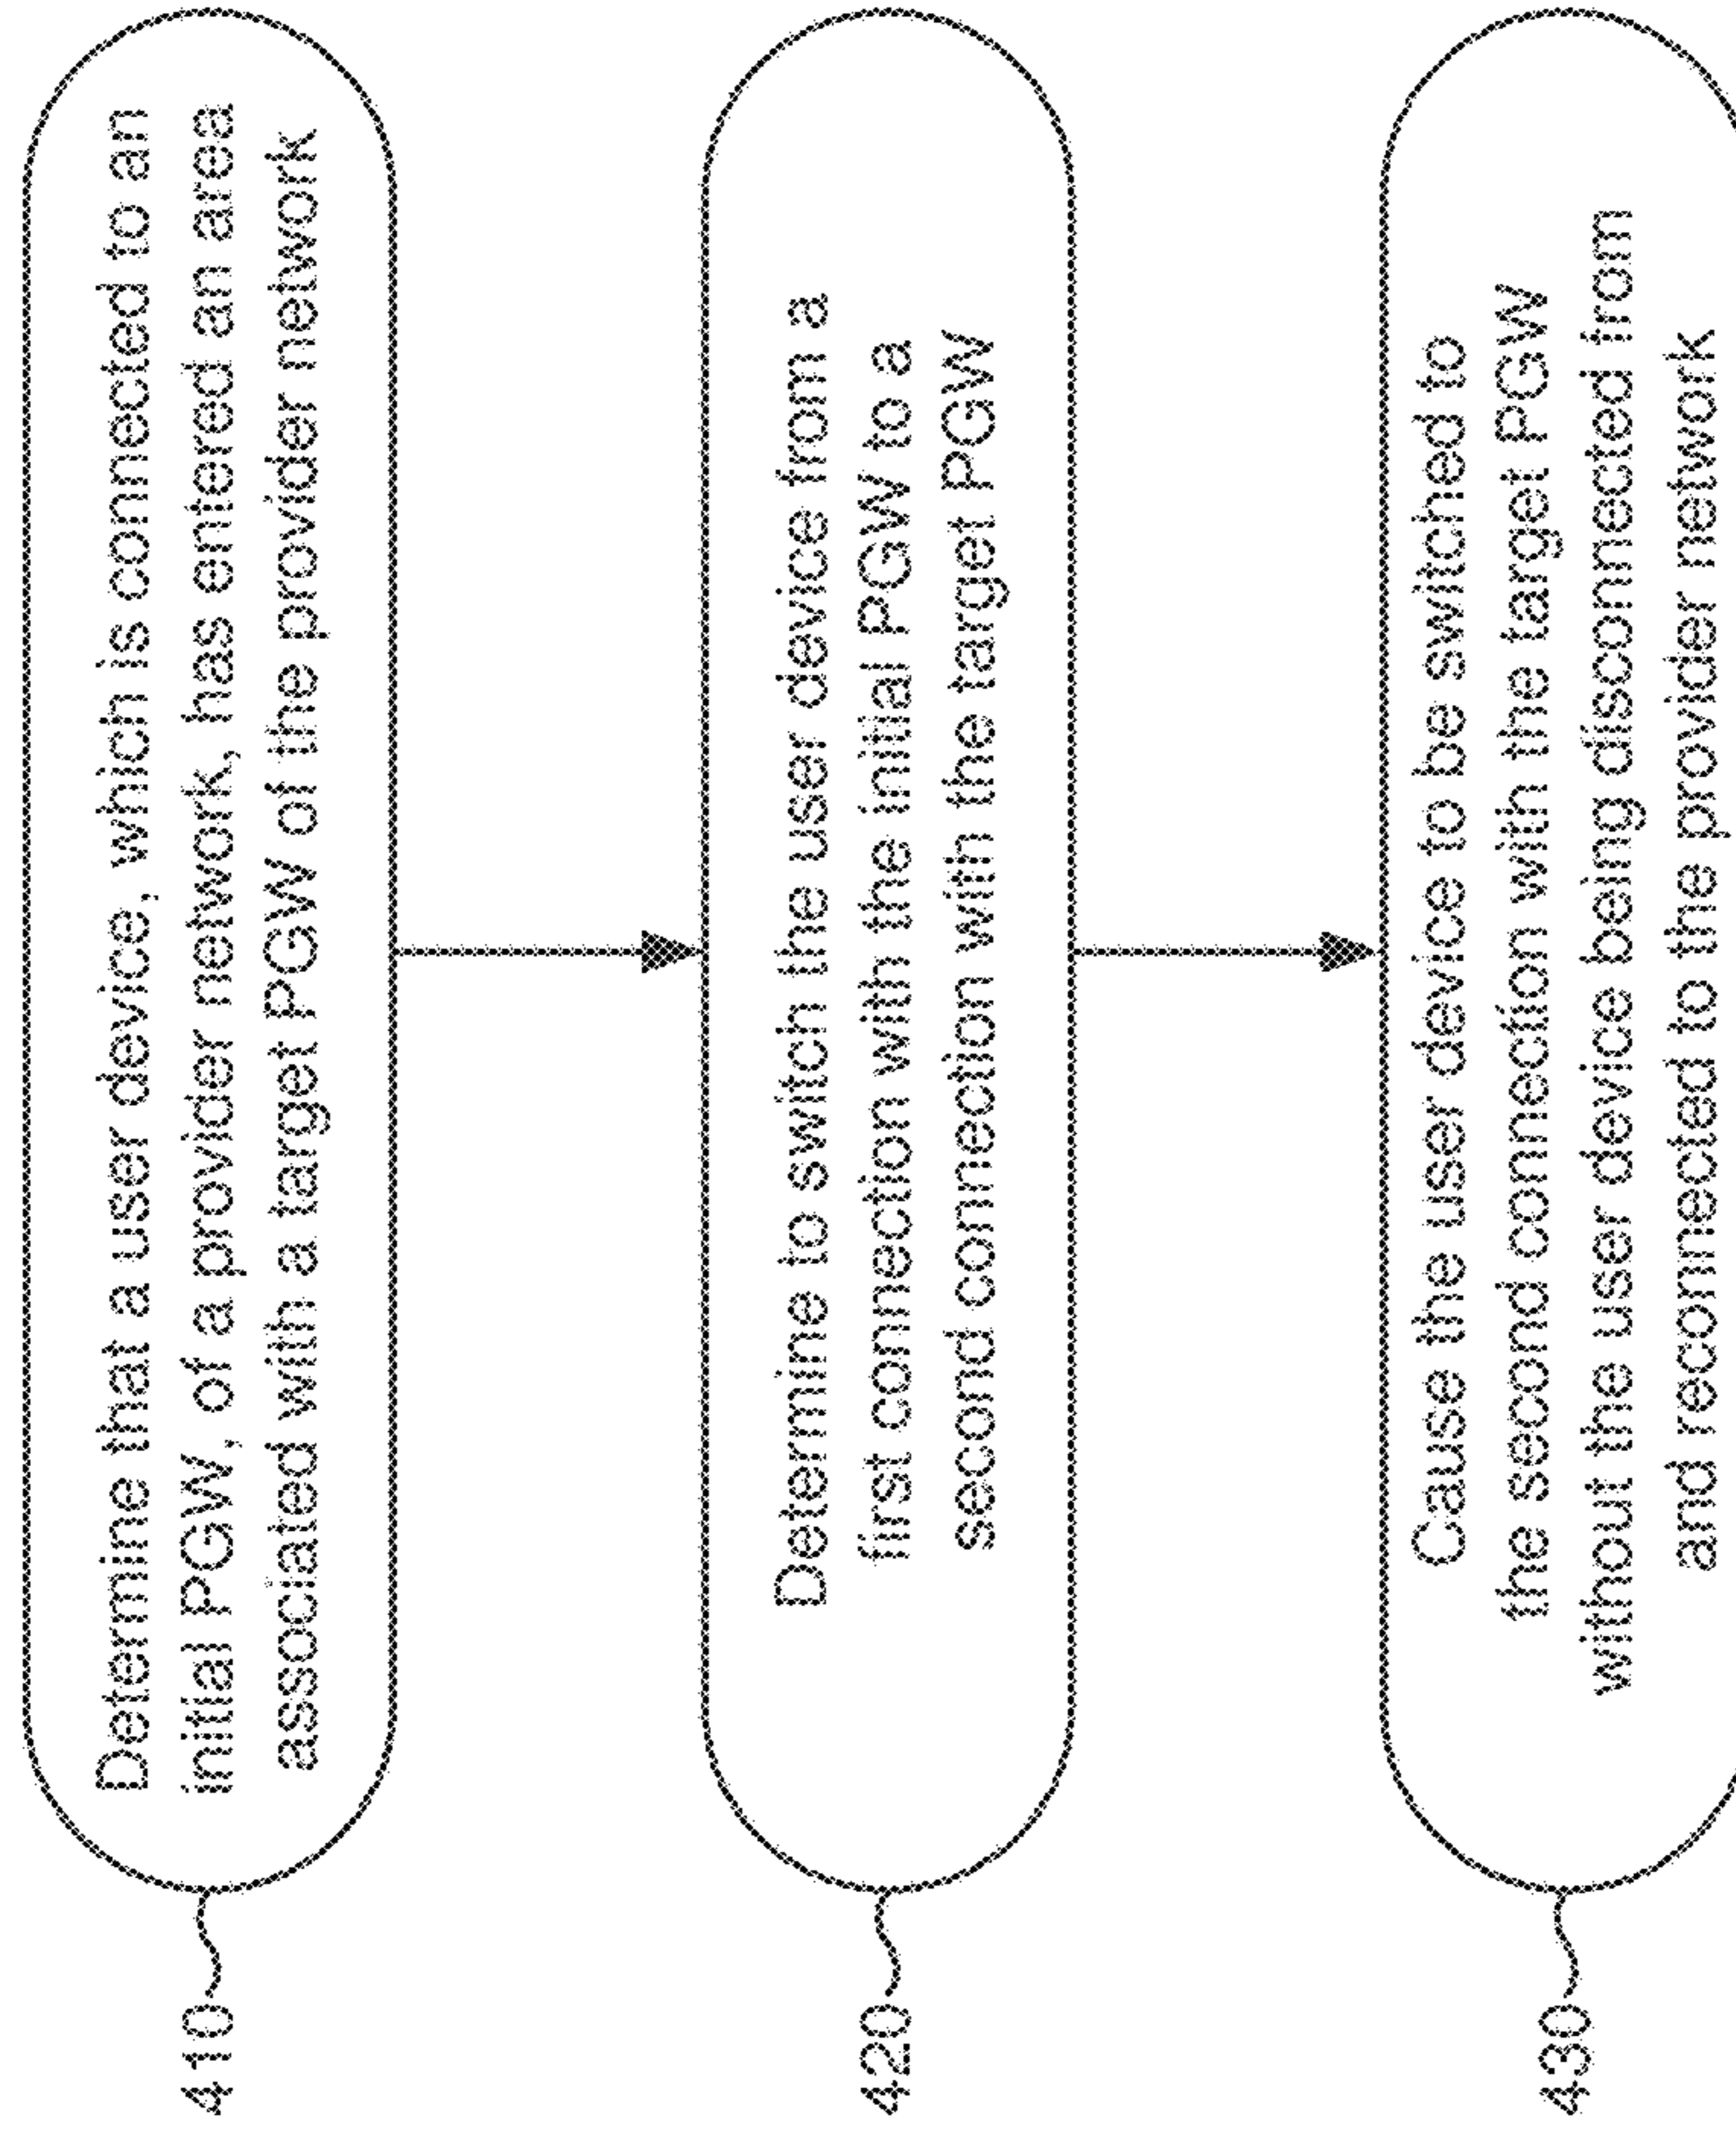 Determine that a user device, which is connected to an
initial PGW, of a provider network, has entered an area
associated with a target PGW of the provider network
410
Determine to switch the user device from a
first connection with the initial PGW to a
second connection with the target PGW
420
Cause the user device to be switched to
the second connection with the target PGW
without the user device being disconnected from
and reconnected to the provider network
430